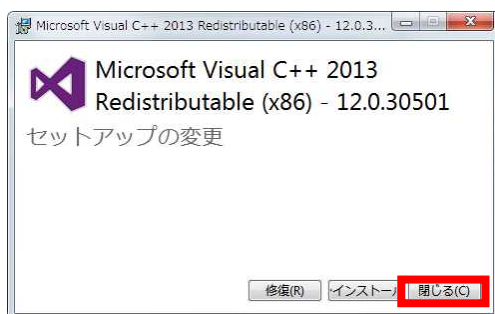 Microsoft Visual C++ 2013 Redistributable (x86) - 12.0.3...
Microsoft Visual C++ 2013
Redistributable (x86) - 12.0.30501
セットアップの変更
修復(R) インストール 閉じる(C)